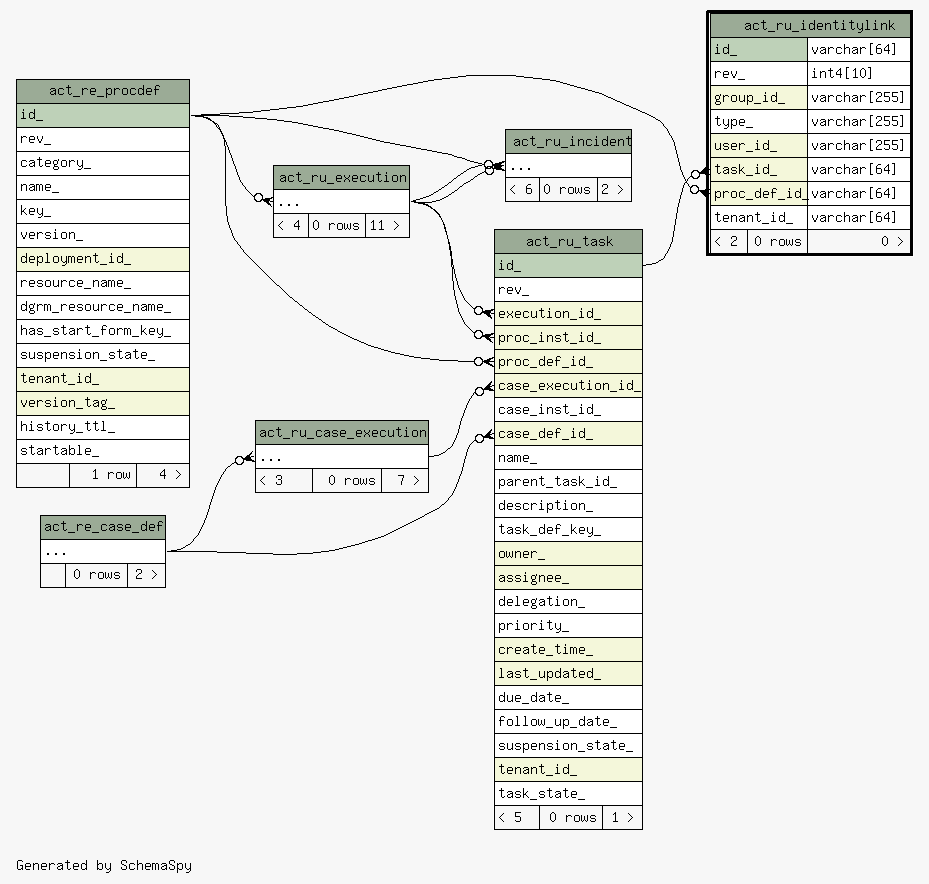 act_ru_identitylink
id_ varchar[64]
rev_ int4[10]
group_id_ varchar[255]
type_ varchar[255]
user_id_ varchar[255]
task_id_ varchar[64]
proc_def_id_ varchar[64]
tenant_id_ varchar[64]
< 2 0 rows 0 >
act_re_procdef
id_
rev_
category_
name_
key_
version_
deployment_id_
resource_name_
dgrm_resource_name_
has_start_form_key_
suspension_state_
tenant_id_
version_tag_
history_ttl_
startable_
1 row 4 >
act_ru_incident
...
< 6 0 rows 2 >
act_ru_execution
...
< 4 0 rows 11 >
act_ru_task
id_
rev_
execution_id_
proc_inst_id_
proc_def_id_
case_execution_id_
case_inst_id_
case_def_id_
name_
parent_task_id_
description_
task_def_key_
owner_
assignee_
delegation_
priority_
create_time_
last_updated_
due_date_
follow_up_date_
suspension_state_
tenant_id_
task_state_
< 5 0 rows 1 >
act_ru_case_execution
...
< 3 0 rows 7 >
act_re_case_def
...
0 rows 2 >
Generated by SchemaSpy